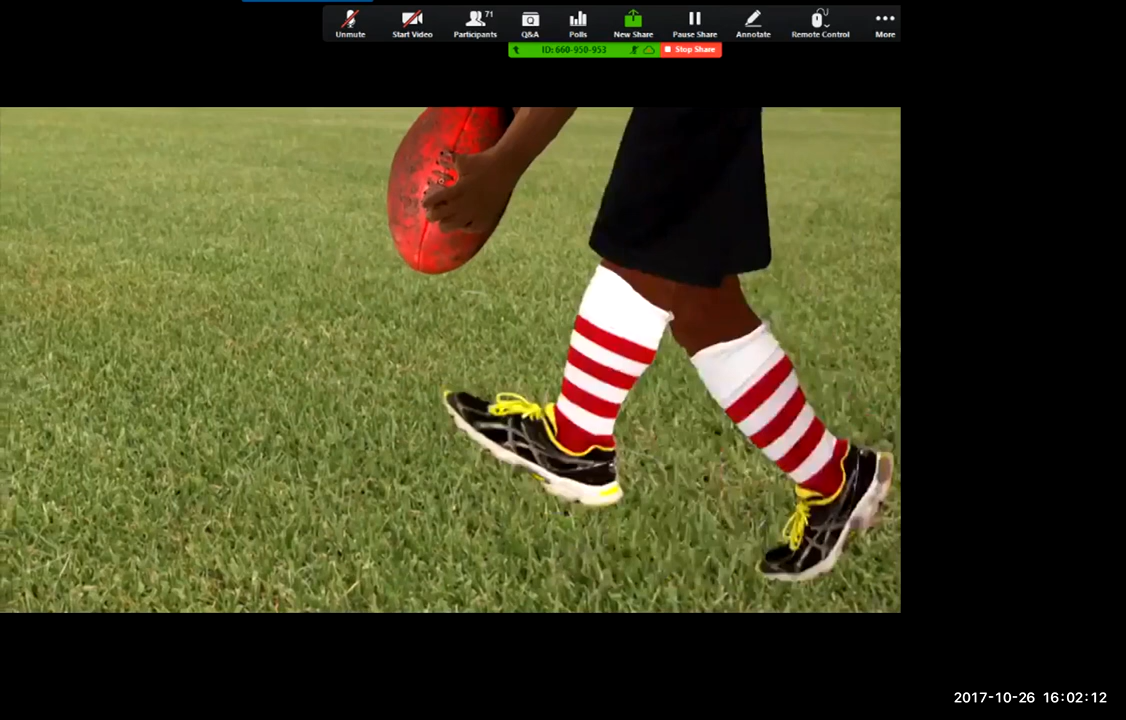 71
Unmute Start Video Participants Q&A Polls New Share Pause Share Annotate Remote Control More
ID: 660-950-953 Stop Share
2017-10-26 16:02:12